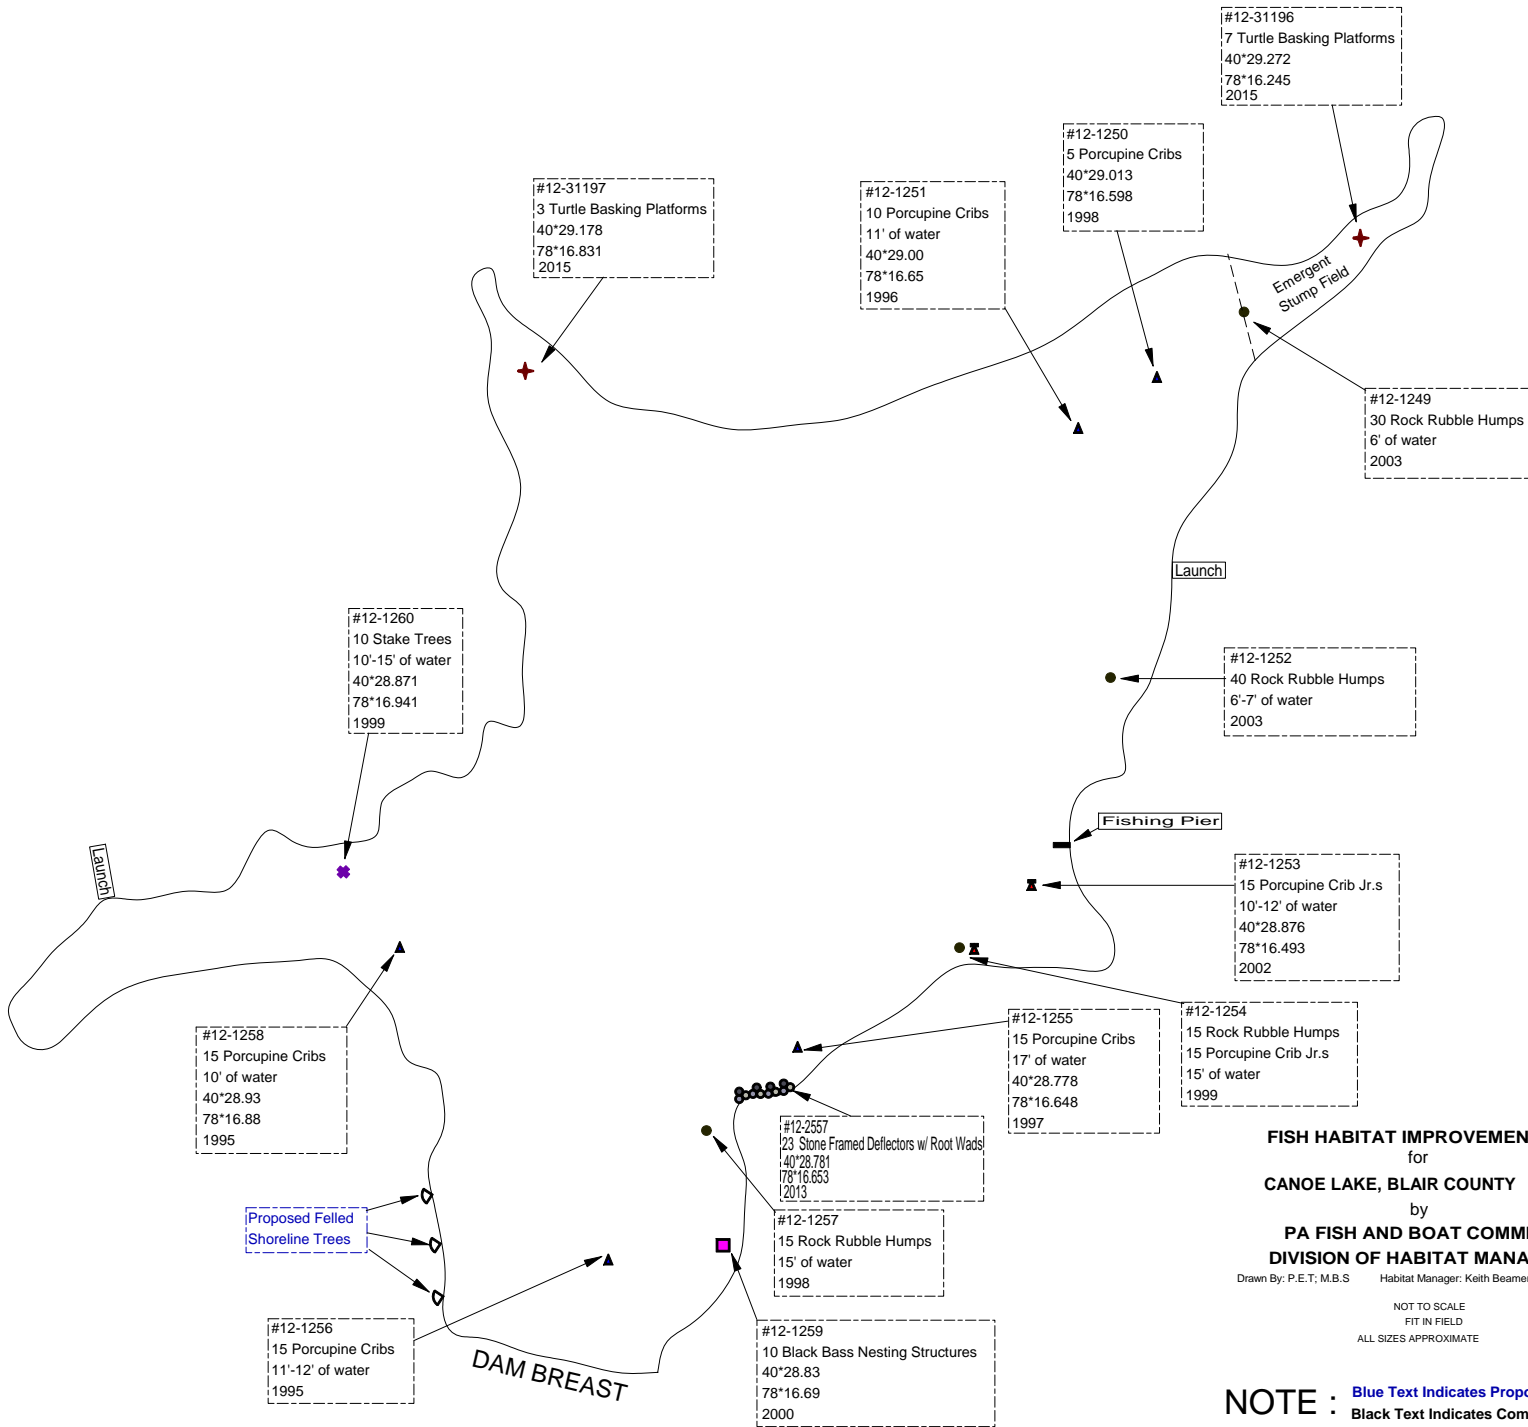 #12-31196
7 Turtle Basking Platforms
40*29.272
78*16.245
2015
#12-1250
5 Porcupine Cribs
40*29.013
78*16.598
1998
#12-31197
3 Turtle Basking Platforms
40*29.178
78*16.831
2015
#12-1251
10 Porcupine Cribs
11' of water
40*29.00
78*16.65
1996
Emergent
Stump Field
#12-1249
30 Rock Rubble Humps
6' of water
2003
Launch
#12-1260
10 Stake Trees
10'-15' of water
40*28.871
78*16.941
1999
#12-1252
40 Rock Rubble Humps
6'-7' of water
2003
Fishing Pier
Launch
#12-1253
15 Porcupine Crib Jr.s
10'-12' of water
40*28.876
78*16.493
2002
#12-1258
15 Porcupine Cribs
10' of water
40*28.93
78*16.88
1995
#12-1255
15 Porcupine Cribs
17' of water
40*28.778
78*16.648
1997
#12-1254
15 Rock Rubble Humps
15 Porcupine Crib Jr.s
15' of water
1999
#12-2557
23 Stone Framed Deflectors w/ Root Wads
40*28.781
78*16.653
2013
Proposed Felled
Shoreline Trees
#12-1257
15 Rock Rubble Humps
15' of water
1998
#12-1256
15 Porcupine Cribs
11'-12' of water
1995
DAM BREAST
#12-1259
10 Black Bass Nesting Structures
40*28.83
78*16.69
2000
FISH HABITAT IMPROVEMEN
for
CANOE LAKE, BLAIR COUNTY
by
PA FISH AND BOAT COMM
DIVISION OF HABITAT MANA
Drawn By: P.E.T; M.B.S Habitat Manager: Keith Beamer
NOT TO SCALE
FIT IN FIELD
ALL SIZES APPROXIMATE
NOTE : Blue Text Indicates Propo
Black Text Indicates Com